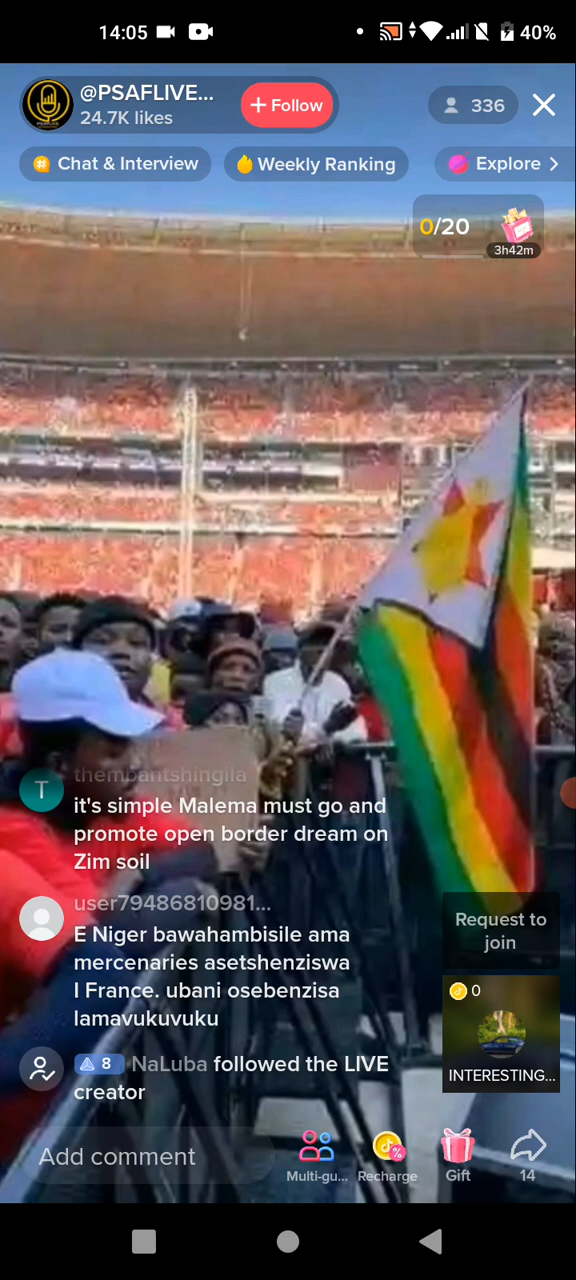 14:05
40%
@PSAFLIVE...
24.7K likes
+ Follow
336
Chat & Interview
Weekly Ranking
Explore >
0/20
3h42m
T
thembantshingila
it's simple Malema must go and
promote open border dream on
Zim soil
user79486810981...
E Niger bawahambisile ama
mercenaries asetshenziswa
I France. ubani osebenzisa
lamavukuvuku
8 NaLuba followed the LIVE
creator
Request to
join
0
INTERESTING...
Add comment
Multi-gu...
Recharge
Gift
14